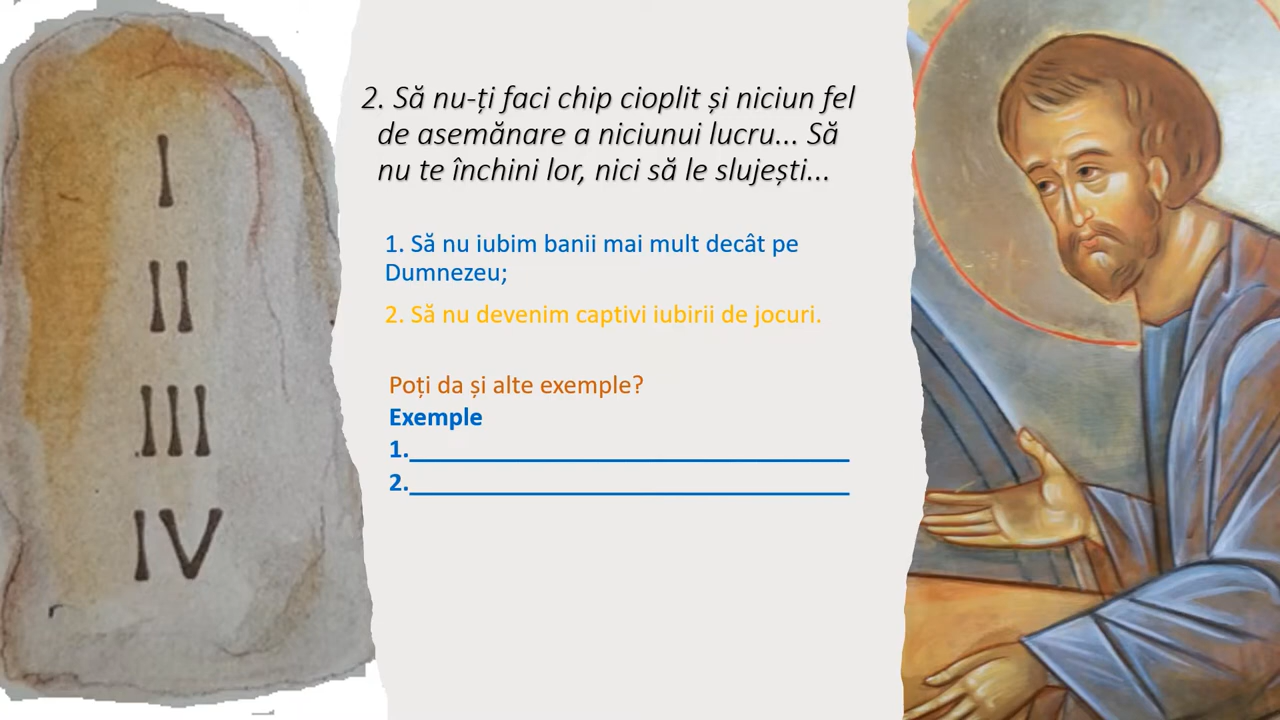 I
II
III
IV
2. Să nu-ți faci chip cioplit și niciun fel
de asemănare a niciunui lucru... Să
nu te închini lor, nici să le slujești...
1. Să nu iubim banii mai mult decât pe
Dumnezeu;
2. Să nu devenim captivi iubirii de jocuri.
Poți da și alte exemple?
Exemple
1.
2.